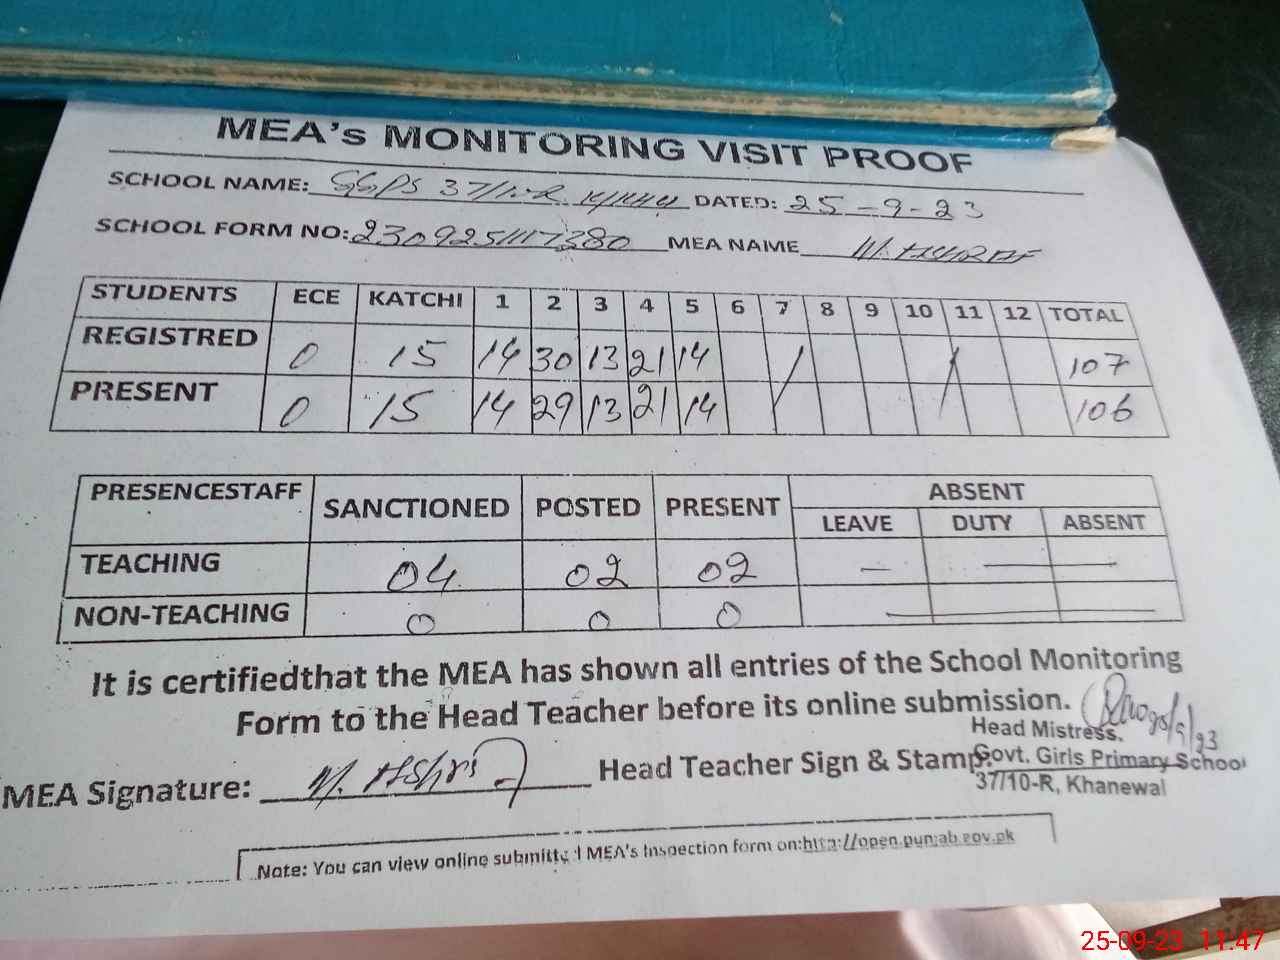 MEA's MONITORING VISIT PROOF
SCHOOL NAME: GGPS 37/10-R DATED: 25-9-23
SCHOOL FORM NO: 2309251117380 MEA NAME M. ASHRAF
STUDENTS ECE KATCHI 1 2 3 4 5 6 7 8 9 10 11 12 TOTAL
REGISTRED 0 15 14 30 13 21 14 107
PRESENT 0 15 14 29 13 21 14 106
PRESENCESTAFF SANCTIONED POSTED PRESENT ABSENT
LEAVE DUTY ABSENT
TEACHING 04 02 02 — —
NON-TEACHING 0 0 0 —
It is certifiedthat the MEA has shown all entries of the School Monitoring
Form to the Head Teacher before its online submission.
Head Mistress.
MEA Signature: Head Teacher Sign & Stamp: Govt. Girls Primary School
37/10-R, Khanewal
Note: You can view online submitted MEA's Inspection form on:http://open.punjab.gov.pk
25-09-23 11:47